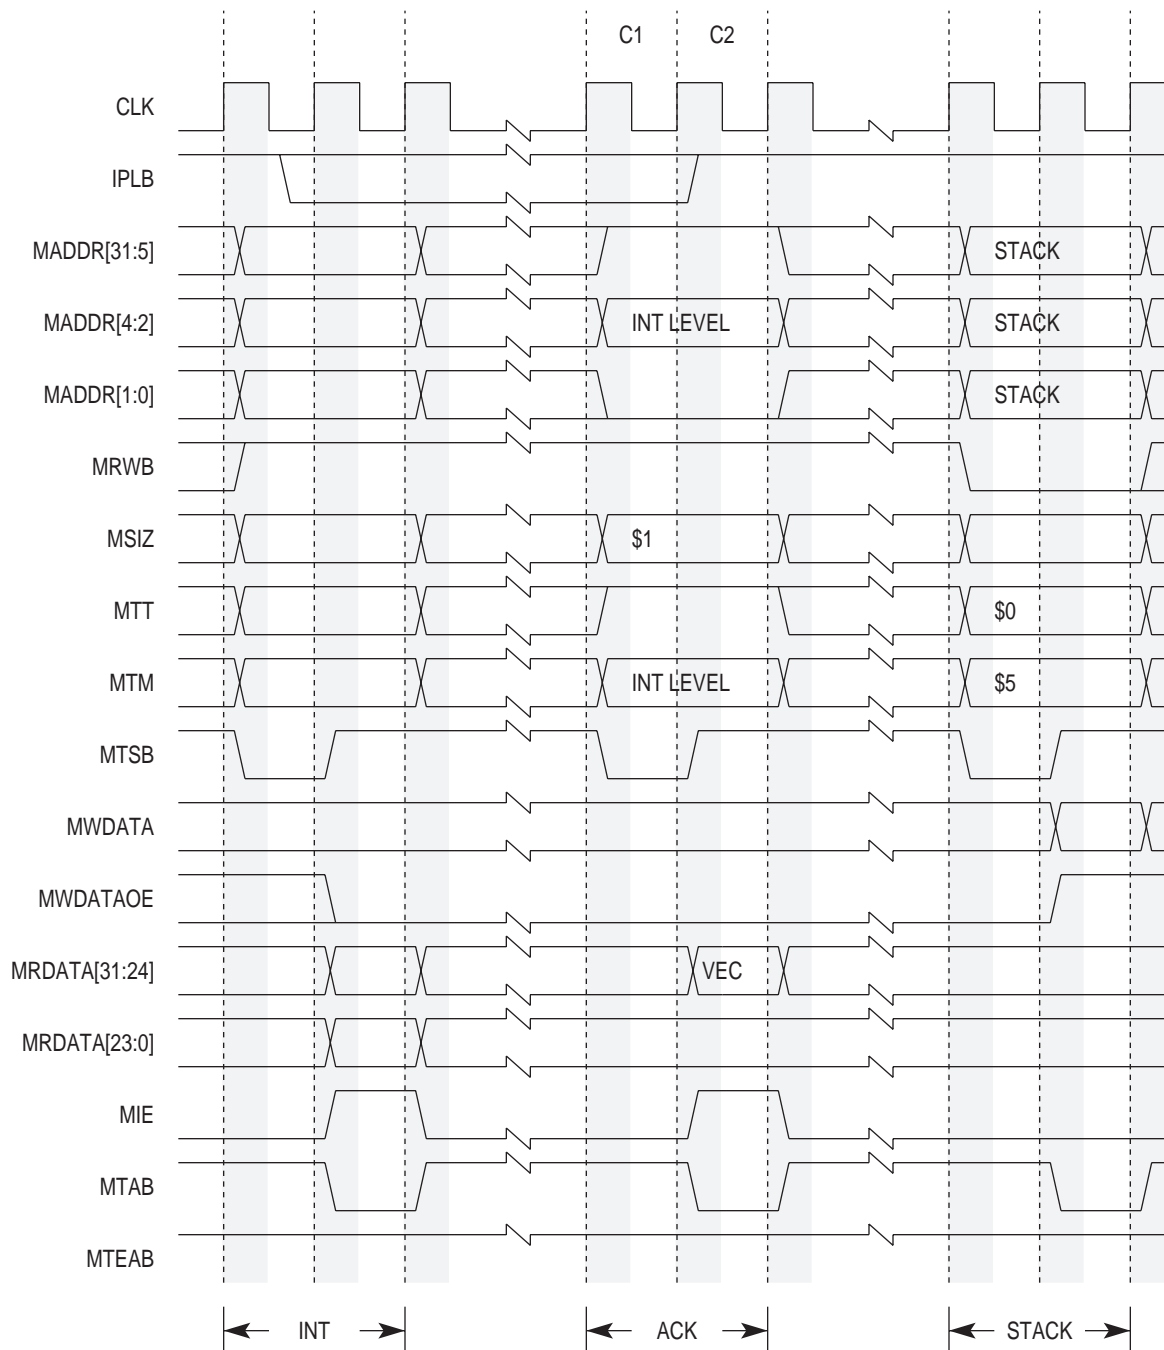 C1 C2
CLK
IPLB
MADDR[31:5] STACK
MADDR[4:2] INT LEVEL STACK
MADDR[1:0] STACK
MRWB
MSIZ $1
MTT $0
MTM INT LEVEL $5
MTSB
MWDATA
MWDATAOE
MRDATA[31:24] VEC
MRDATA[23:0]
MIE
MTAB
MTEAB
INT ACK STACK